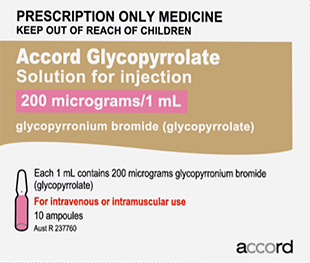 PRESCRIPTION ONLY MEDICINE
KEEP OUT OF REACH OF CHILDREN
Accord Glycopyrrolate
Solution for injection
200 micrograms/1 mL
glycopyrronium bromide (glycopyrrolate)
Each 1 mL contains 200 micrograms glycopyrronium bromide
(glycopyrrolate)
For intravenous or intramuscular use
10 ampoules
Aust R 237760
accord